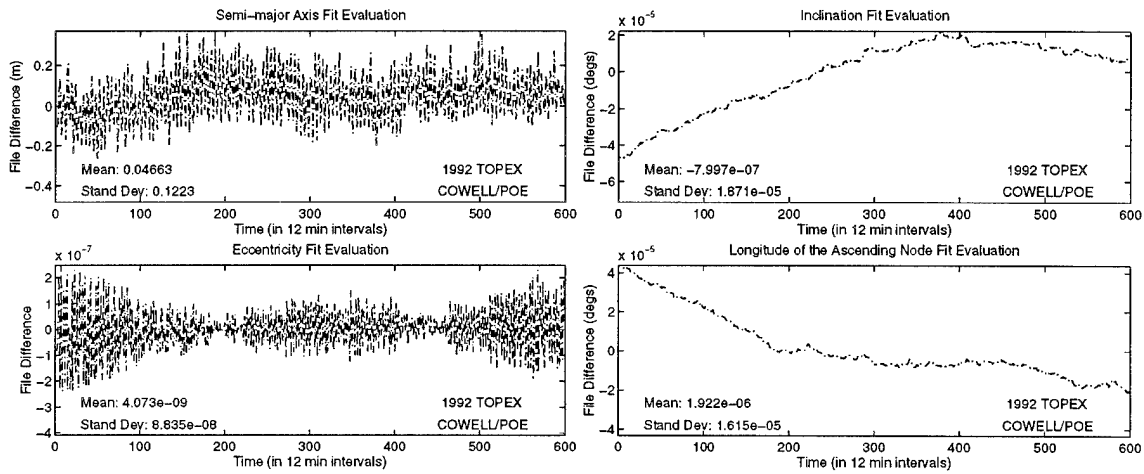 Semi-major Axis Fit Evaluation
File Difference (m)
0.2
0
-0.2
-0.4
Mean: 0.04663
Stand Dev: 0.1223
1992 TOPEX
COWELL/POE
0 100 200 300 400 500 600
Time (in 12 min intervals)
Inclination Fit Evaluation
x 10⁻⁵
File Difference (degs)
2
0
-2
-4
-6
Mean: -7.997e-07
Stand Dev: 1.871e-05
1992 TOPEX
COWELL/POE
0 100 200 300 400 500 600
Time (in 12 min intervals)
Eccentricity Fit Evaluation
x 10⁻⁷
File Difference
2
1
0
-1
-2
-3
-4
Mean: 4.073e-09
Stand Dev: 8.835e-08
1992 TOPEX
COWELL/POE
0 100 200 300 400 500 600
Time (in 12 min intervals)
Longitude of the Ascending Node Fit Evaluation
x 10⁻⁵
File Difference (degs)
4
2
0
-2
-4
Mean: 1.922e-06
Stand Dev: 1.615e-05
1992 TOPEX
COWELL/POE
0 100 200 300 400 500 600
Time (in 12 min intervals)